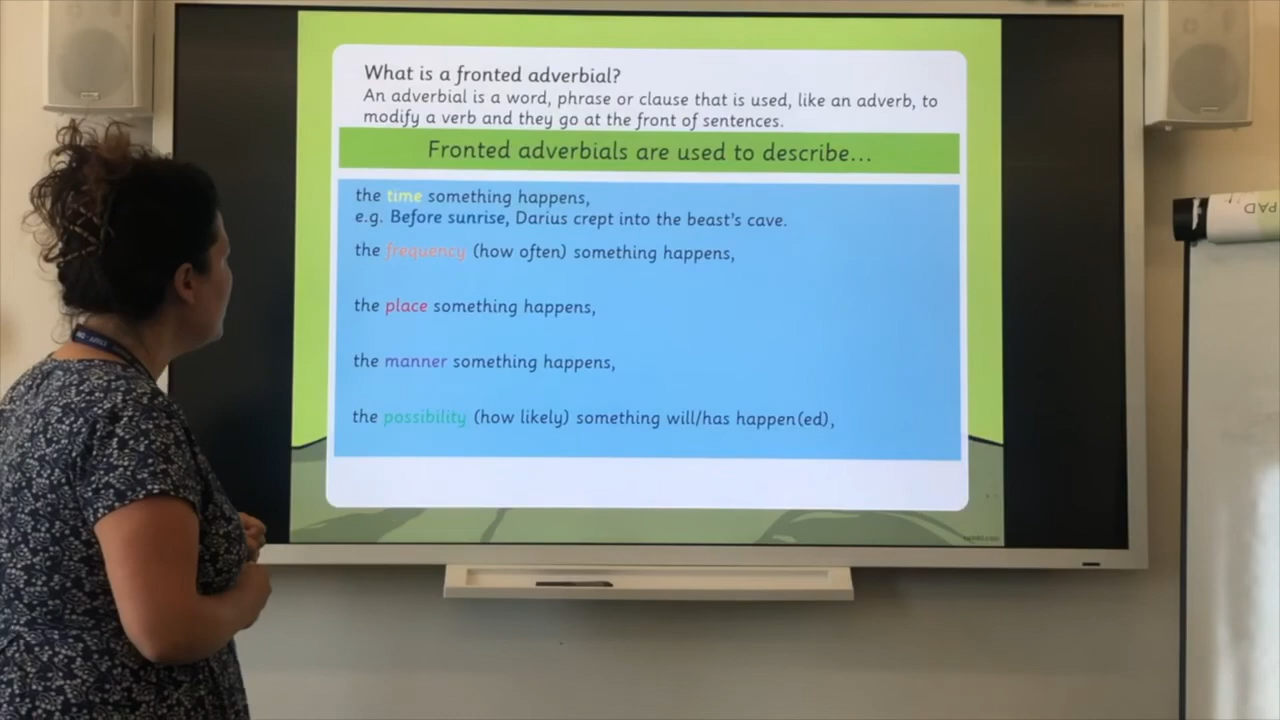 What is a fronted adverbial?
An adverbial is a word, phrase or clause that is used, like an adverb, to
modify a verb and they go at the front of sentences.
Fronted adverbials are used to describe...
the time something happens,
e.g. Before sunrise, Darius crept into the beast's cave.
the frequency (how often) something happens,
the place something happens,
the manner something happens,
the possibility (how likely) something will/has happen(ed),
PAD